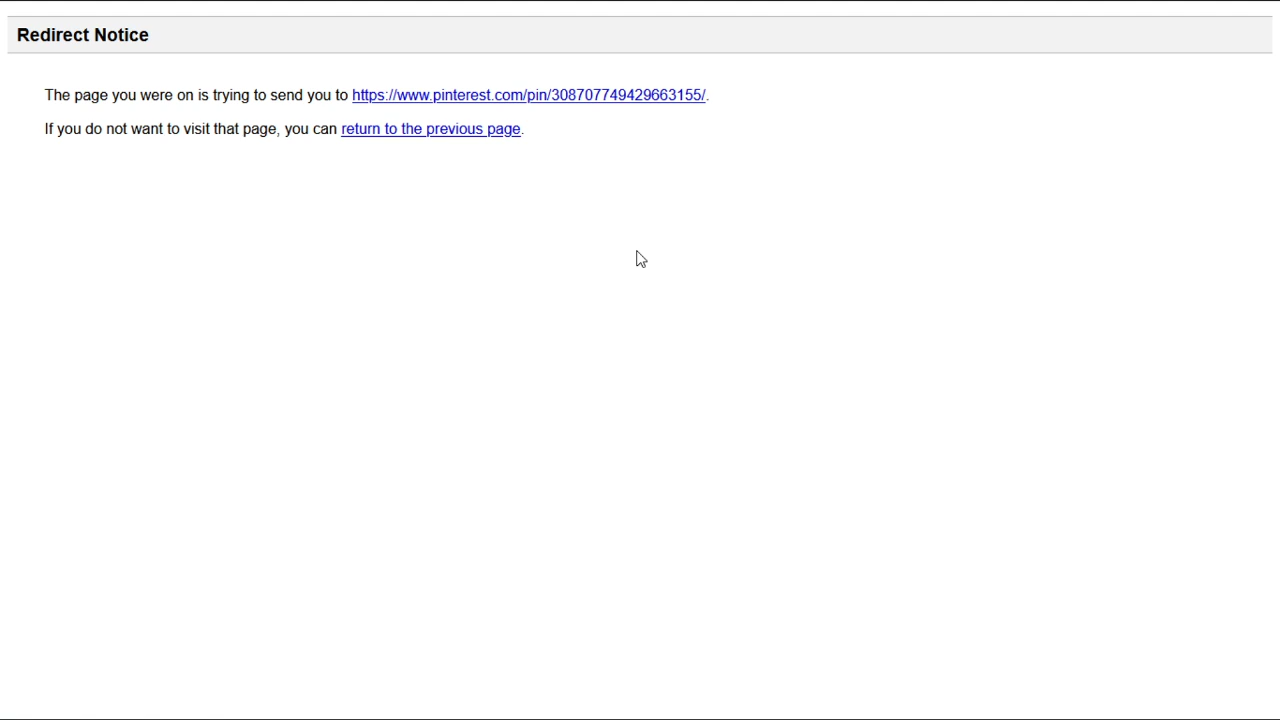 Redirect Notice
The page you were on is trying to send you to https://www.pinterest.com/pin/308707749429663155/.
If you do not want to visit that page, you can return to the previous page.